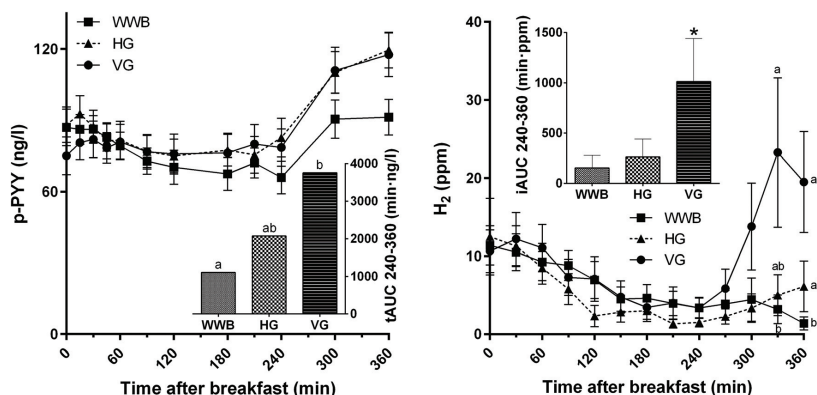 WWB
HG
VG
120
60
0
p-PYY (ng/l)
0 60 120 180 240 300 360
Time after breakfast (min)
a
ab
b
WWB HG VG
4000
3000
2000
1000
0
tAUC 240-360 (min·ng/l)
40
30
20
10
0
H2 (ppm)
0 60 120 180 240 300 360
Time after breakfast (min)
1500
1000
500
0
iAUC 240-360 (min·ppm)
*
WWB HG VG
WWB
HG
VG
a
a
ab
a
b
b